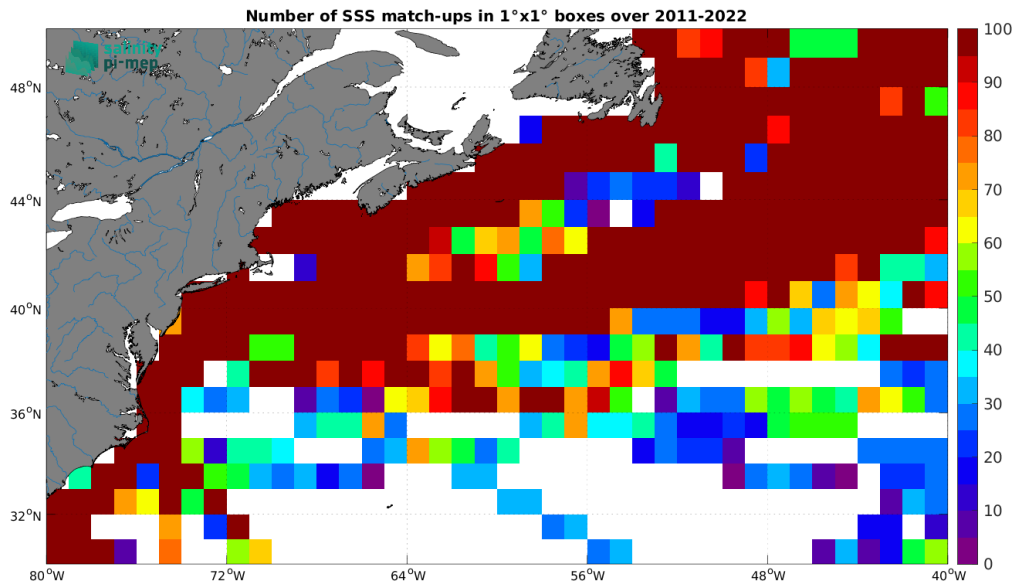 Number of SSS match-ups in 1°x1° boxes over 2011-2022
salinity
pi-mep
48°N
44°N
40°N
36°N
32°N
80°W 72°W 64°W 56°W 48°W 40°W
100
90
80
70
60
50
40
30
20
10
0